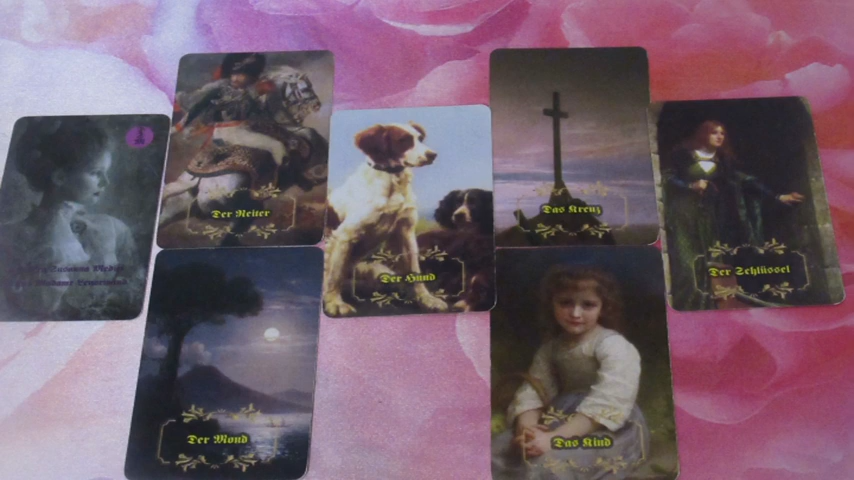 Der Reiter
Das Kreuz
Der Hund
Der Schlüssel
Der Mond
Das Kind